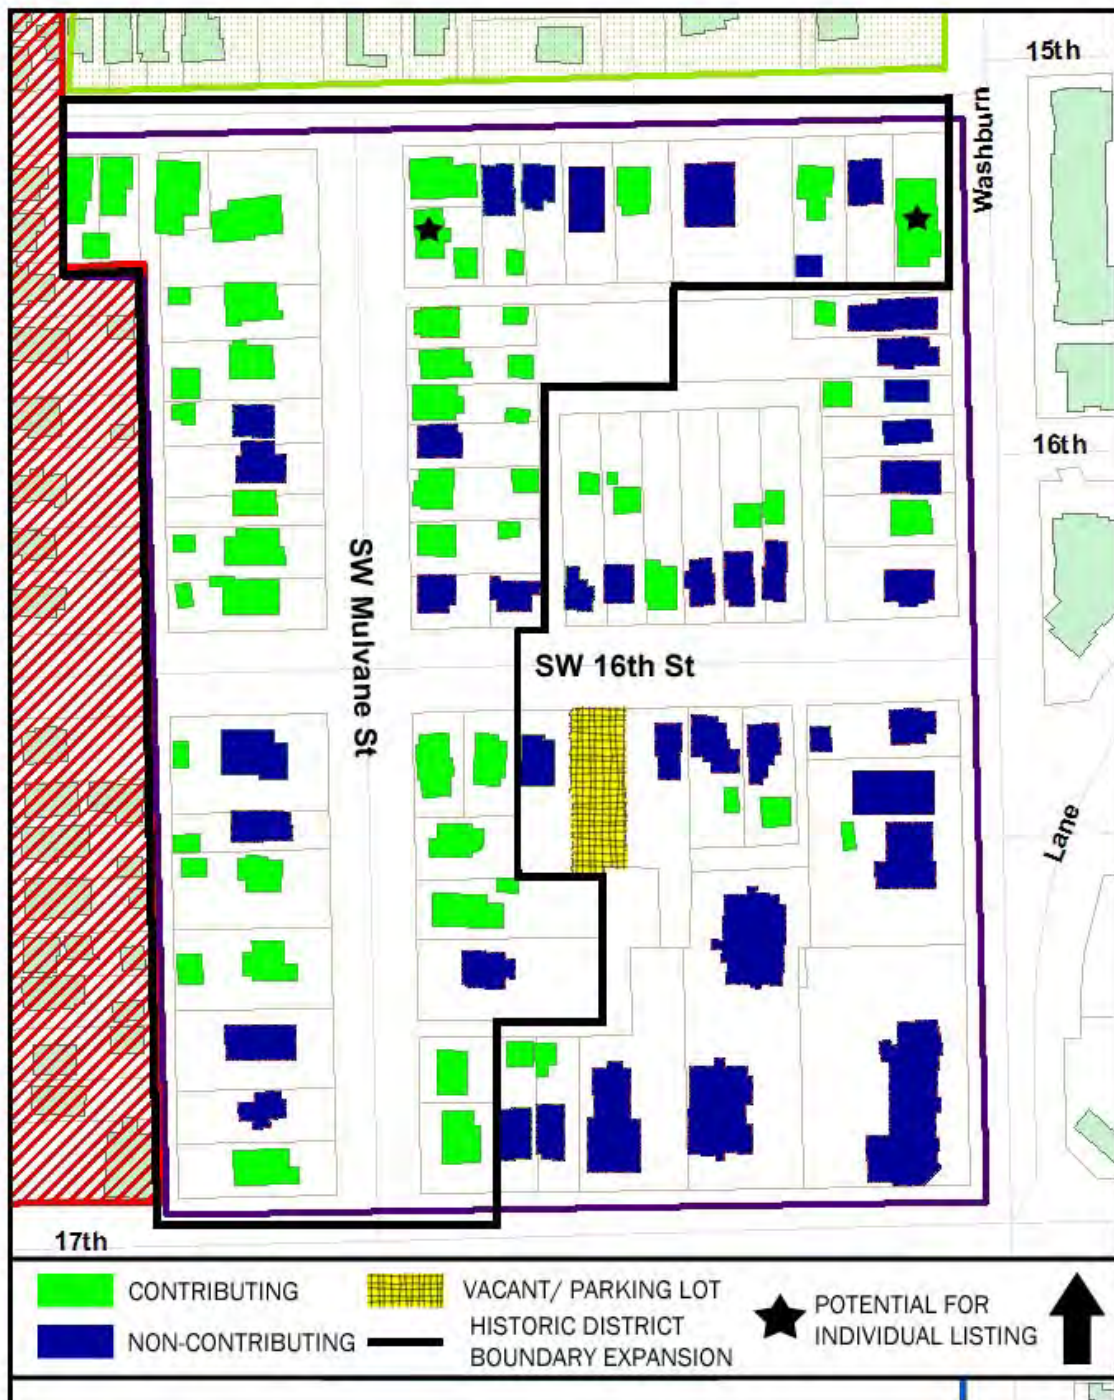 15th
Washburn
16th
SW Mulvane St
SW 16th St
Lane
17th
CONTRIBUTING
NON-CONTRIBUTING
VACANT/ PARKING LOT
HISTORIC DISTRICT
BOUNDARY EXPANSION
POTENTIAL FOR
INDIVIDUAL LISTING